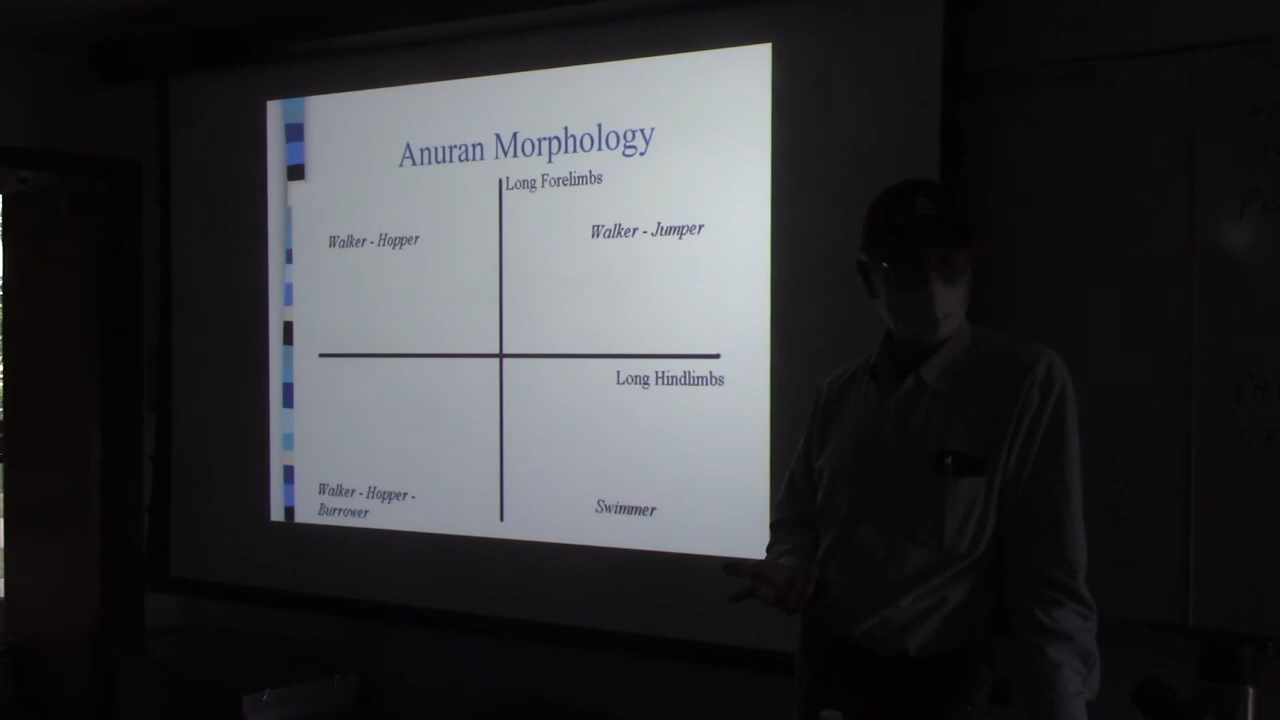 Anuran Morphology
Long Forelimbs
Walker - Hopper
Walker - Jumper
Long Hindlimbs
Walker - Hopper -
Burrower
Swimmer